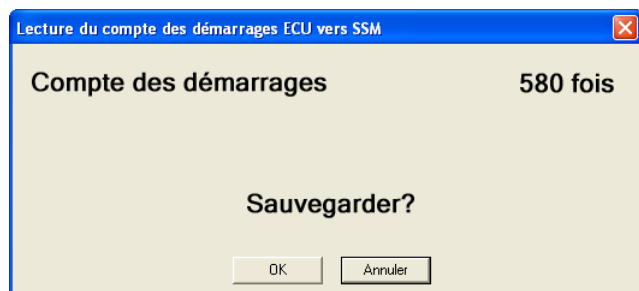 Lecture du compte des démarrages ECU vers SSM
Compte des démarrages 580 fois
Sauvegarder?
OK Annuler